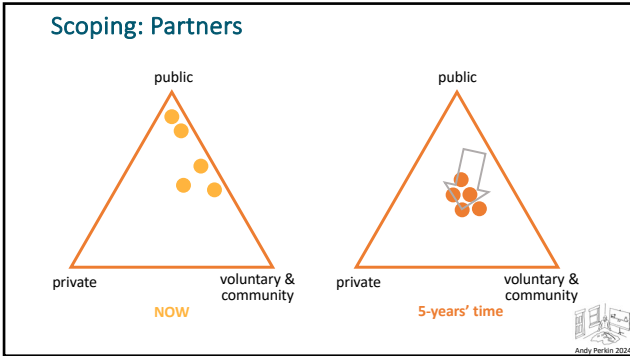 Scoping: Partners
public
private
voluntary &
community
NOW
public
private
voluntary &
community
5-years’ time
Andy Perkin 2024